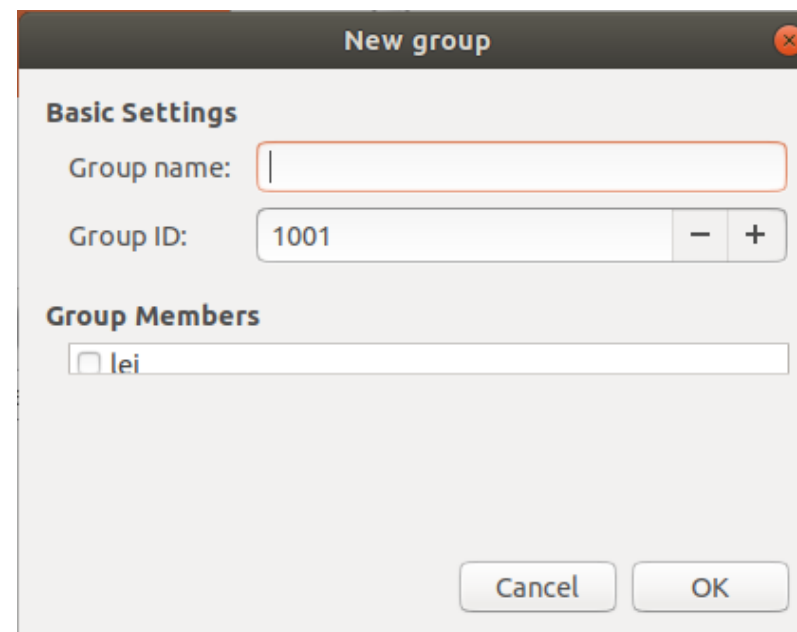 New group
Basic Settings
Group name:
Group ID: 1001 − +
Group Members
lei
Cancel OK